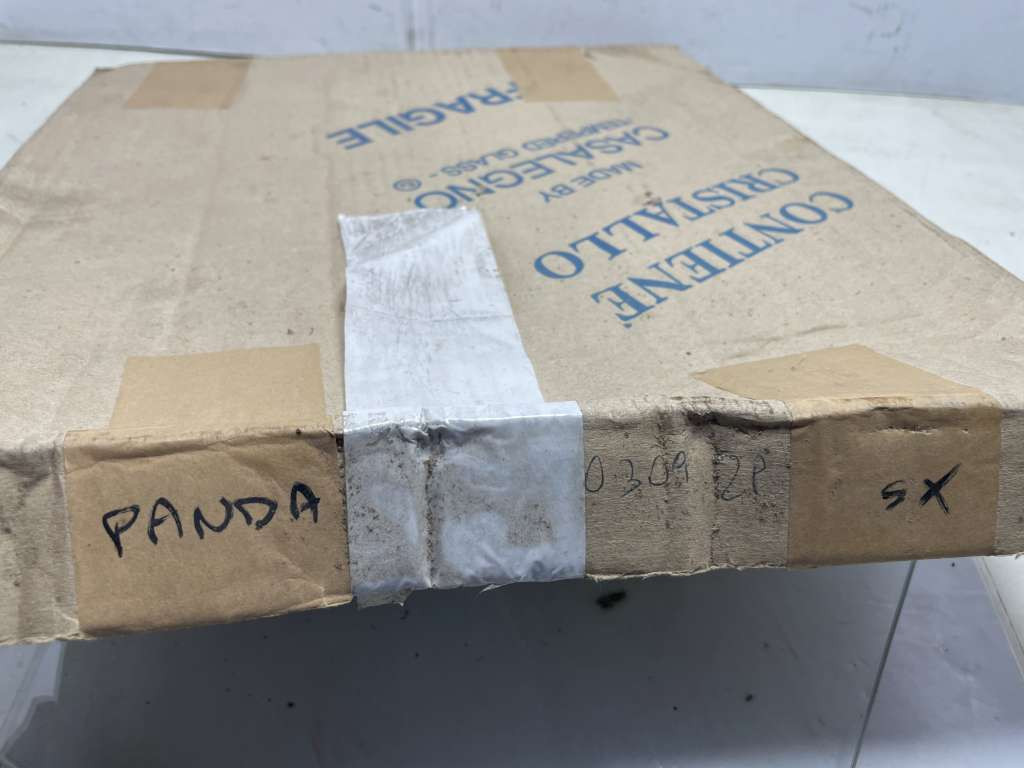 CONTIENE
CRISTALLO
MADE BY
CASALEGNO
TEMPERED GLASS - ®
FRAGILE
PANDA
0309 2P
SX